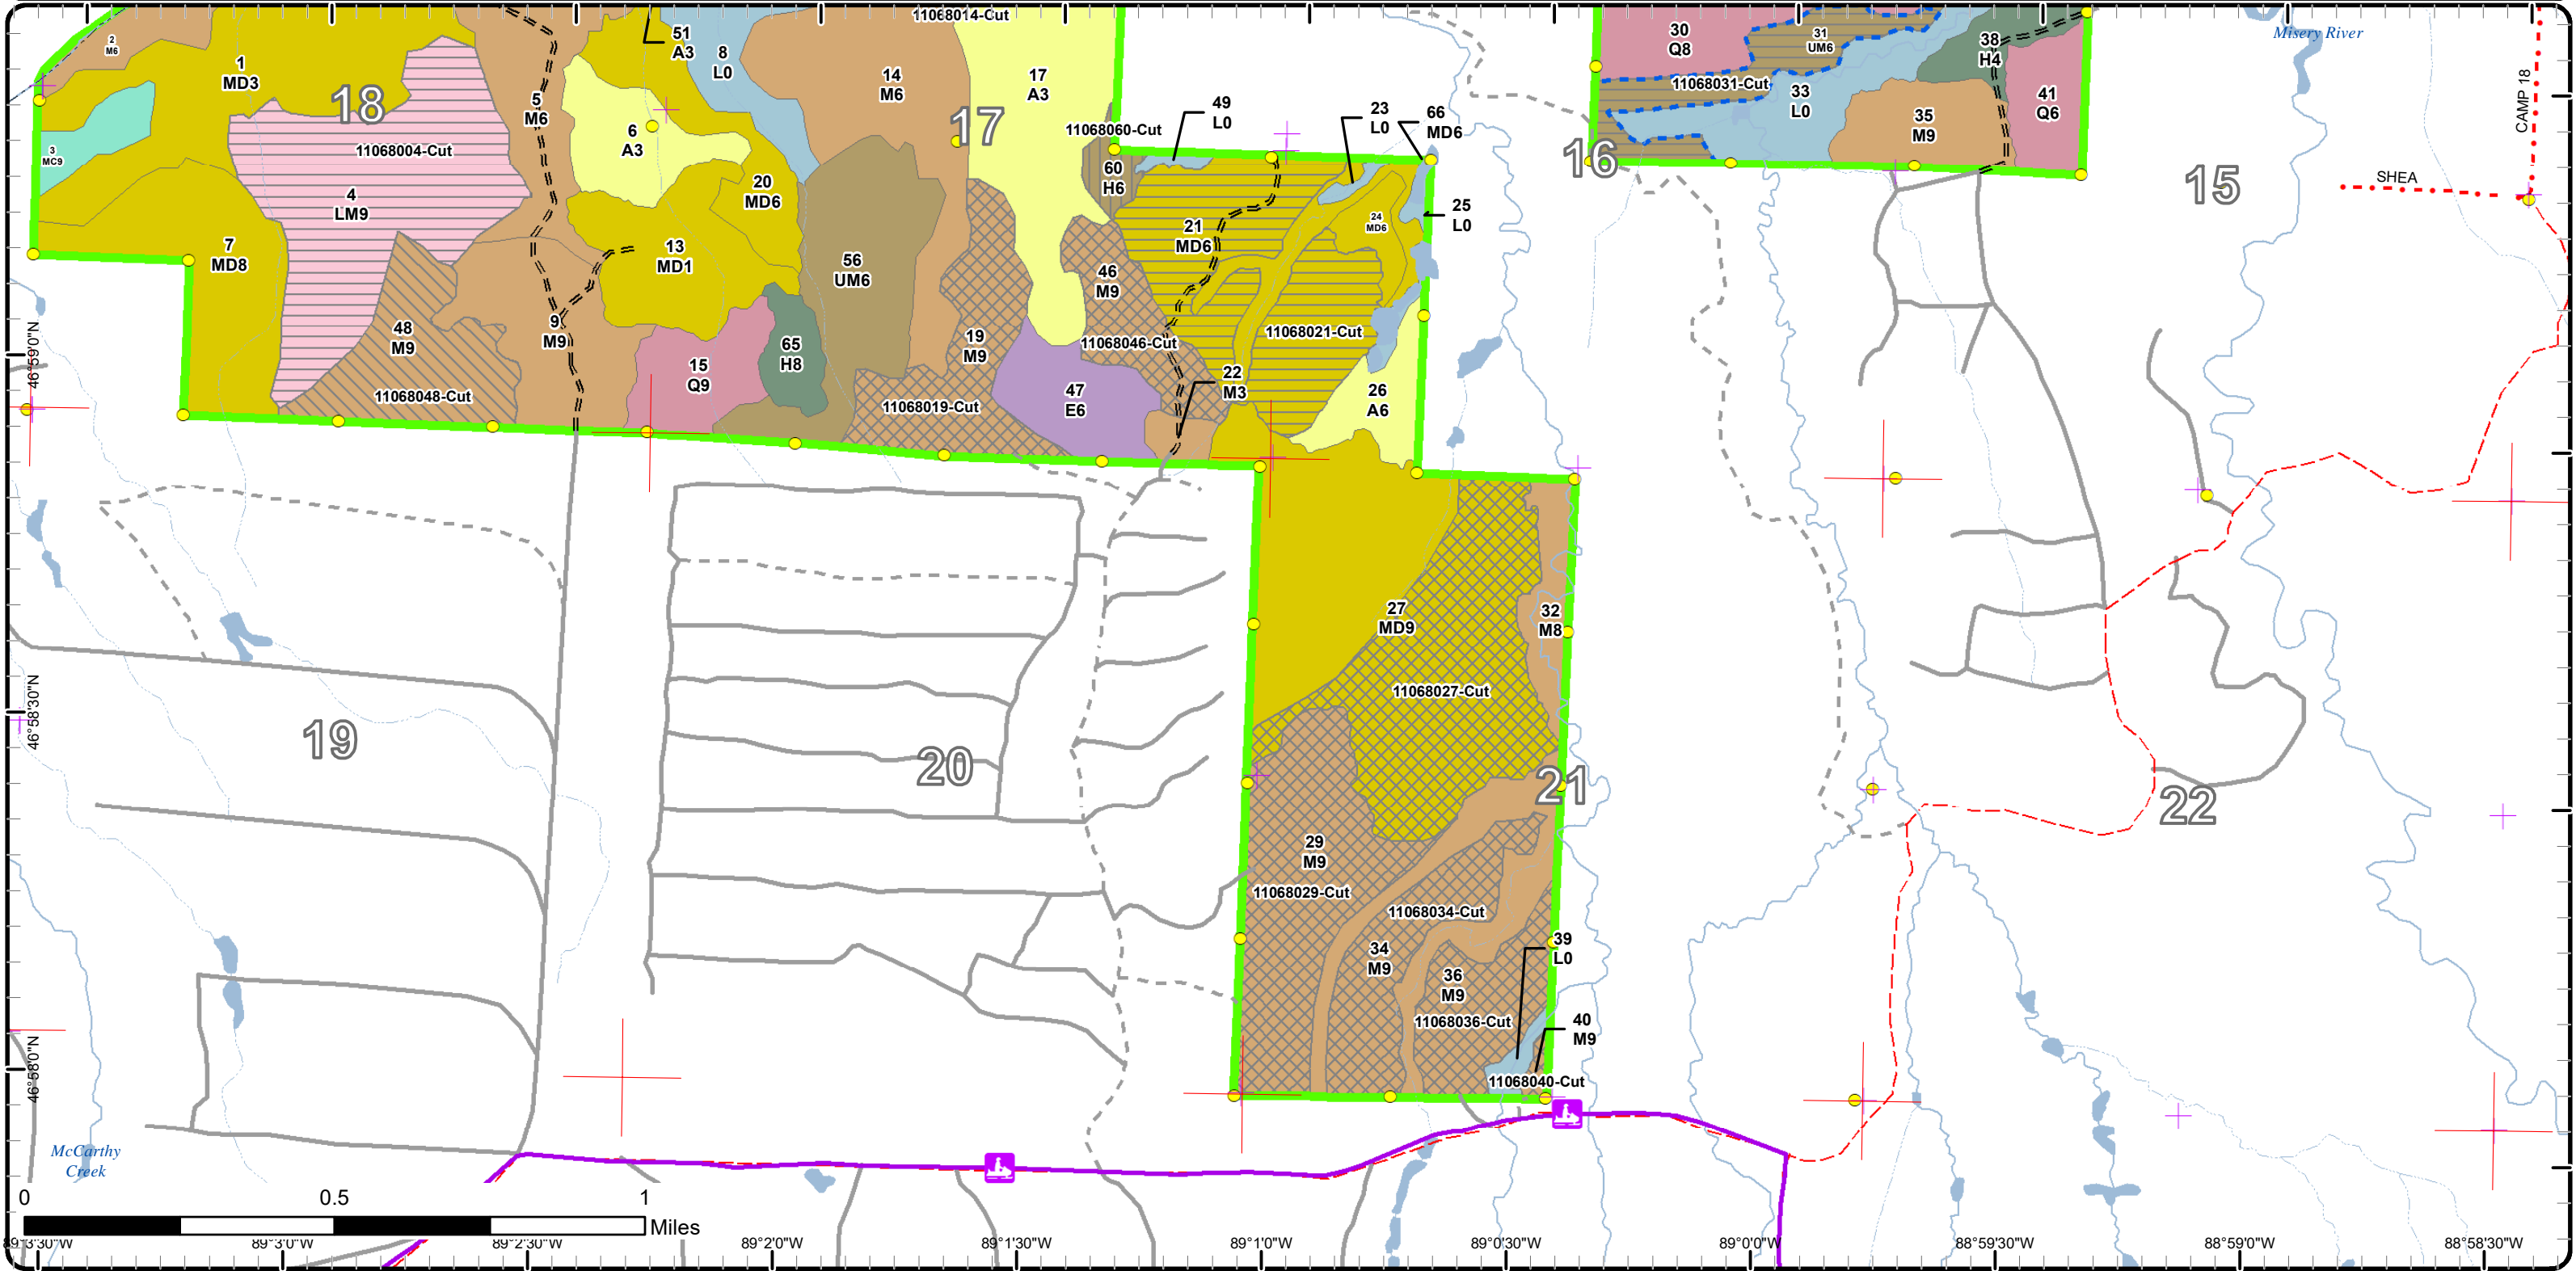 11068014-Cut
2
M6
1
MD3
18
51
A3
8
L0
14
M6
17
A3
17
30
Q8
31
UM6
38
H4
Misery River
CAMP 18
11068031-Cut
33
L0
41
Q6
35
M9
49
L0
23
L0
66
MD6
5
M6
6
A3
11068060-Cut
3
MC9
11068004-Cut
4
LM9
60
H6
16
15
SHEA
20
MD6
21
MD6
24
MD6
25
L0
7
MD8
13
MD1
56
UM6
46
M9
48
M9
9
M9
15
Q9
65
H8
19
M9
11068046-Cut
11068021-Cut
22
M3
47
E6
26
A6
11068048-Cut
11068019-Cut
46°59'0"N
27
MD9
32
M8
11068027-Cut
46°58'30"N
19
20
21
22
29
M9
11068029-Cut
11068034-Cut
34
M9
39
L0
36
M9
11068036-Cut
40
M9
11068040-Cut
46°58'0"N
McCarthy
Creek
0 0.5 1
Miles
89°3'30"W 89°3'0"W 89°2'30"W 89°2'0"W 89°1'30"W 89°1'0"W 89°0'30"W 89°0'0"W 88°59'30"W 88°59'0"W 88°58'30"W